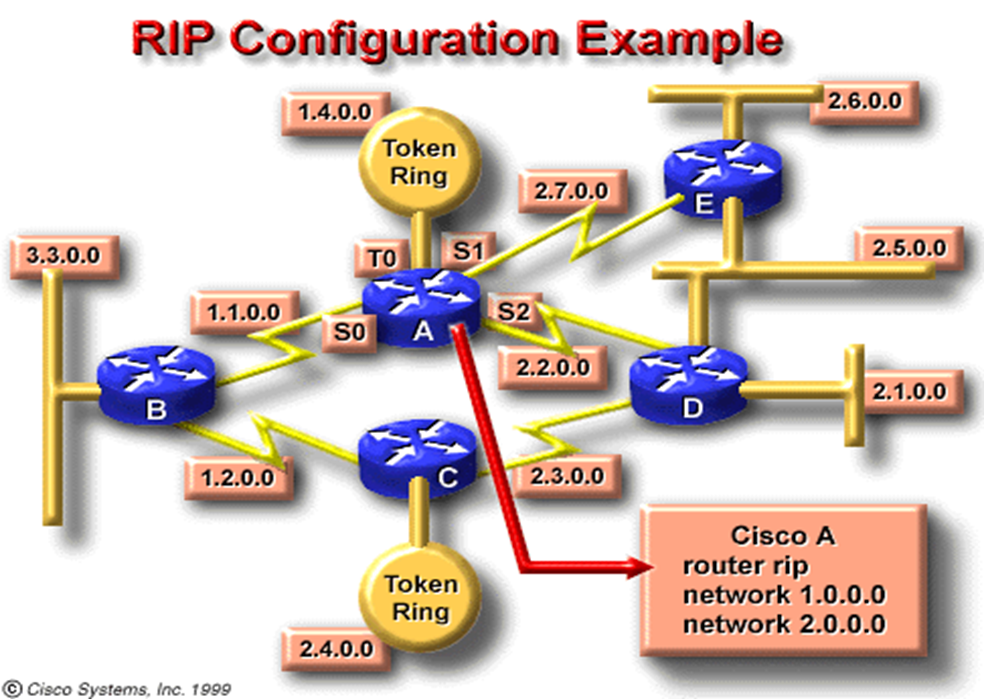 RIP Configuration Example
1.4.0.0
Token
Ring
2.6.0.0
E
2.7.0.0
3.3.0.0
T0
S1
2.5.0.0
1.1.0.0
S0
A
S2
2.2.0.0
B
D
2.1.0.0
1.2.0.0
C
2.3.0.0
Token
Ring
2.4.0.0
Cisco A
router rip
network 1.0.0.0
network 2.0.0.0
© Cisco Systems, Inc. 1999